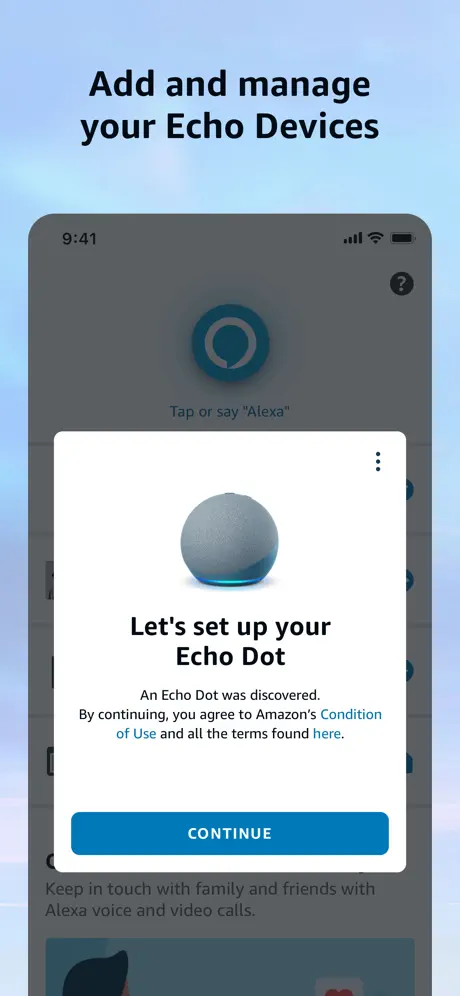 Add and manage
your Echo Devices
9:41
?
Tap or say "Alexa"
Let's set up your
Echo Dot
An Echo Dot was discovered.
By continuing, you agree to Amazon’s Condition
of Use and all the terms found here.
CONTINUE
Keep in touch with family and friends with
Alexa voice and video calls.